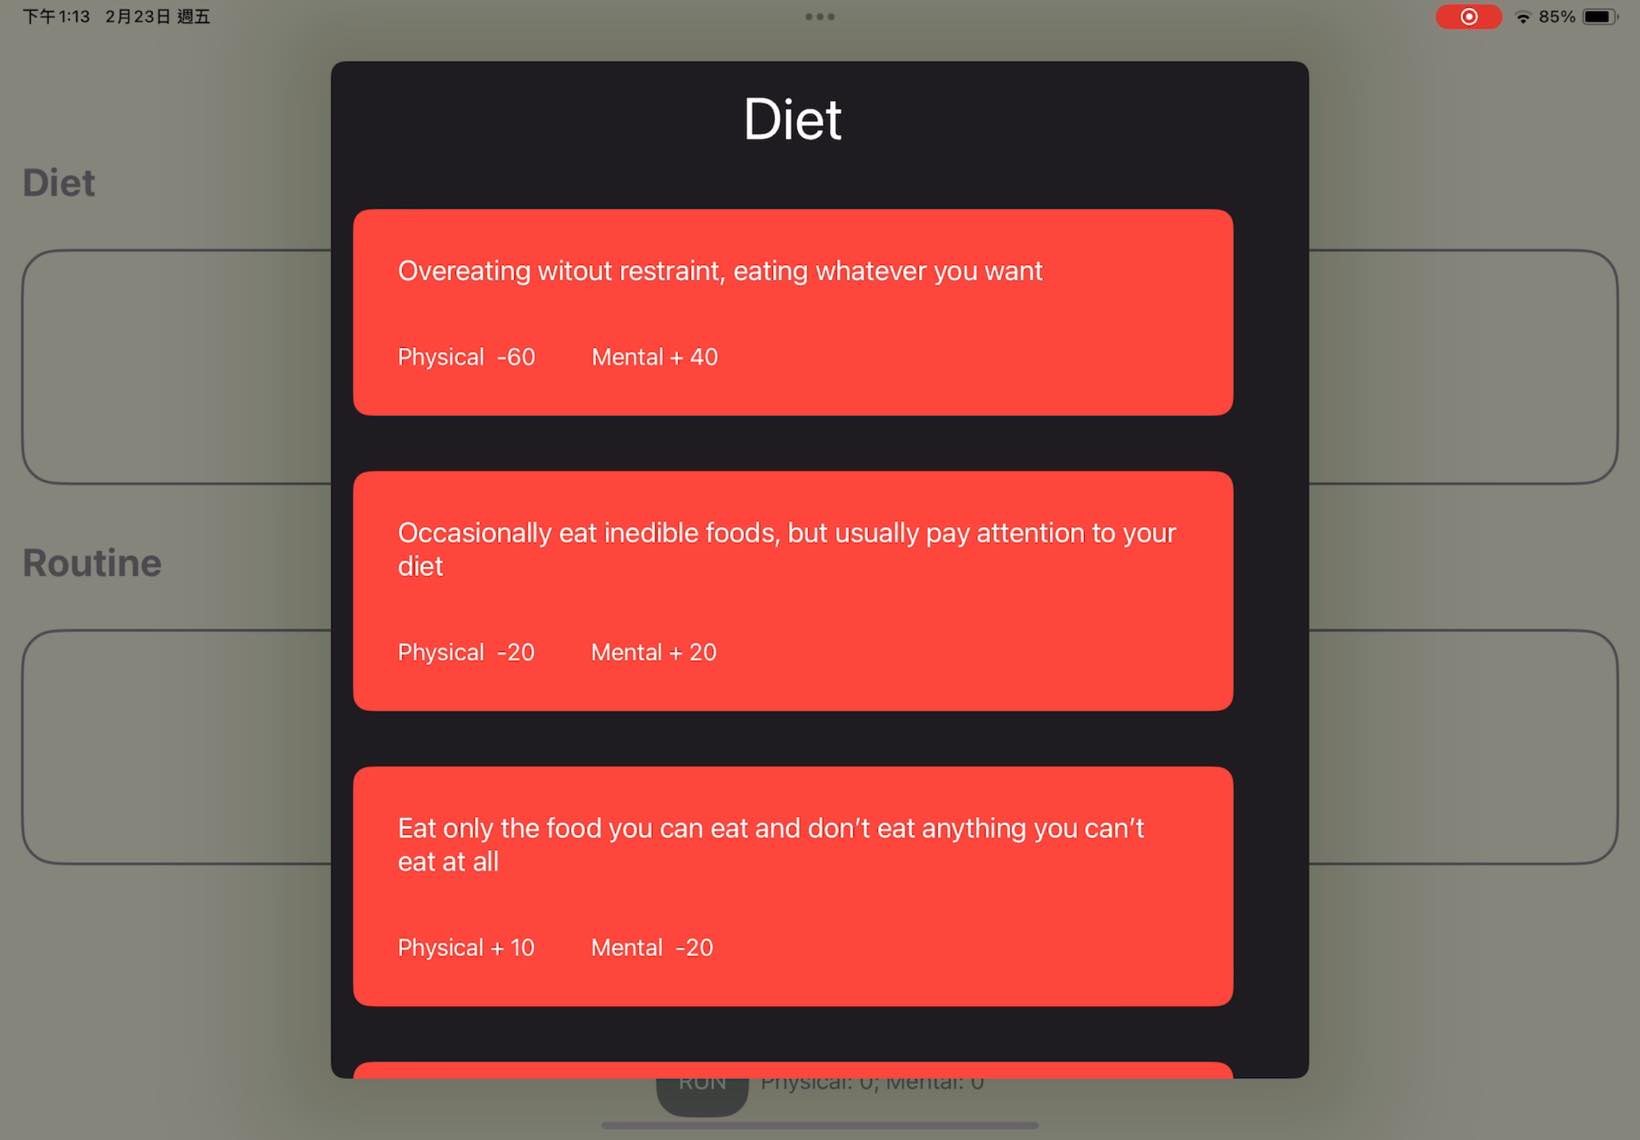 下午1:13 2月23日 週五
85%
Diet
Diet
Overeating witout restraint, eating whatever you want
Physical -60 Mental + 40
Occasionally eat inedible foods, but usually pay attention to your
diet
Physical -20 Mental + 20
Routine
Eat only the food you can eat and don’t eat anything you can’t
eat at all
Physical + 10 Mental -20
RUN Physical: 0; Mental: 0